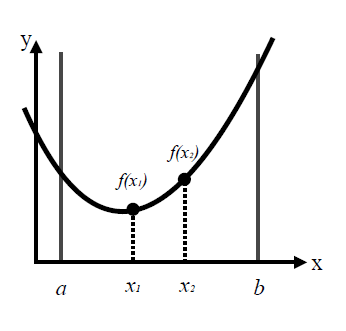 y
f(x₂)
f(x₁)
x
a x₁ x₂ b